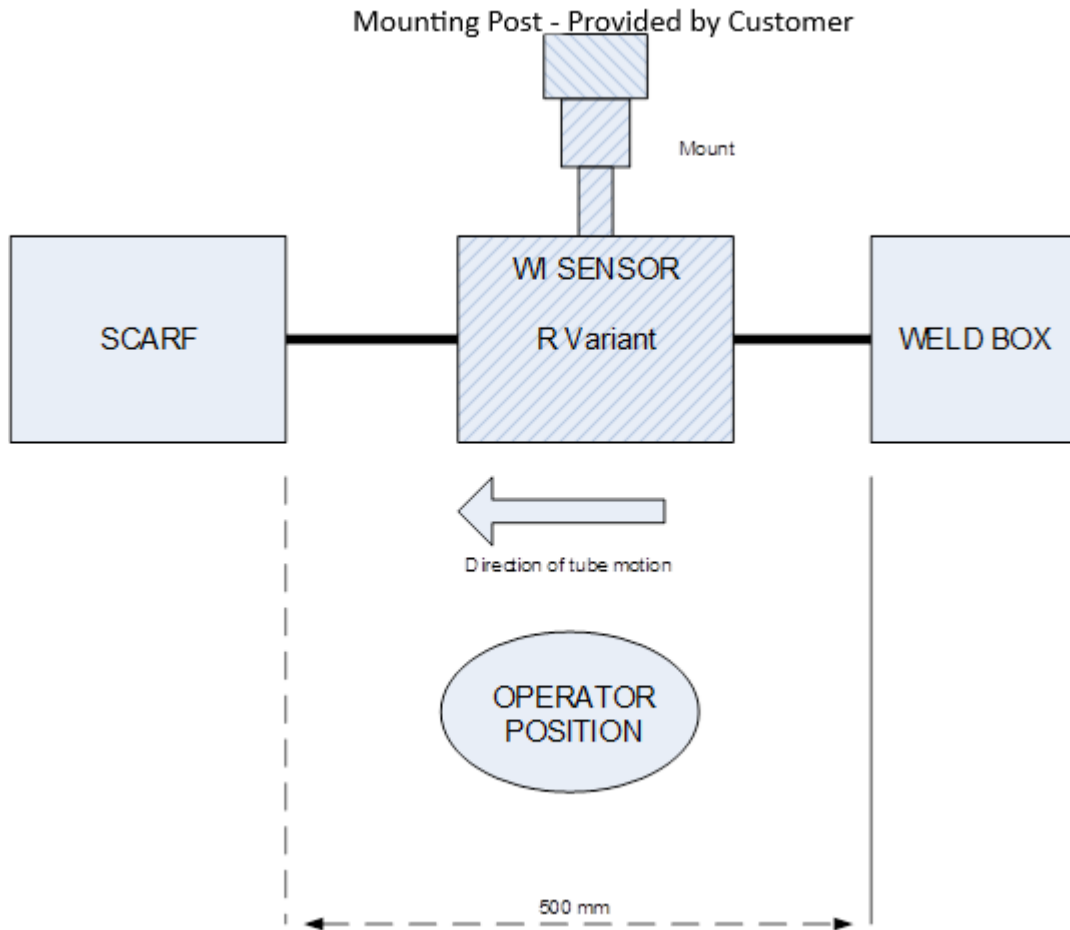 Mounting Post - Provided by Customer
Mount
WI SENSOR
R Variant
SCARF
WELD BOX
Direction of tube motion
OPERATOR
POSITION
500 mm